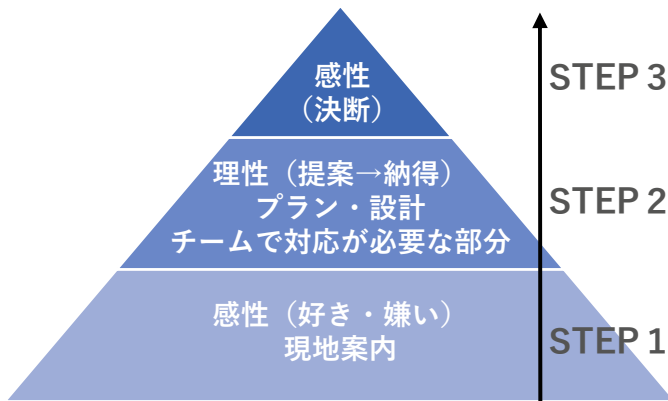 感性
（決断）
STEP 3
理性（提案→納得）
プラン・設計
チームで対応が必要な部分
STEP 2
感性（好き・嫌い）
現地案内
STEP 1